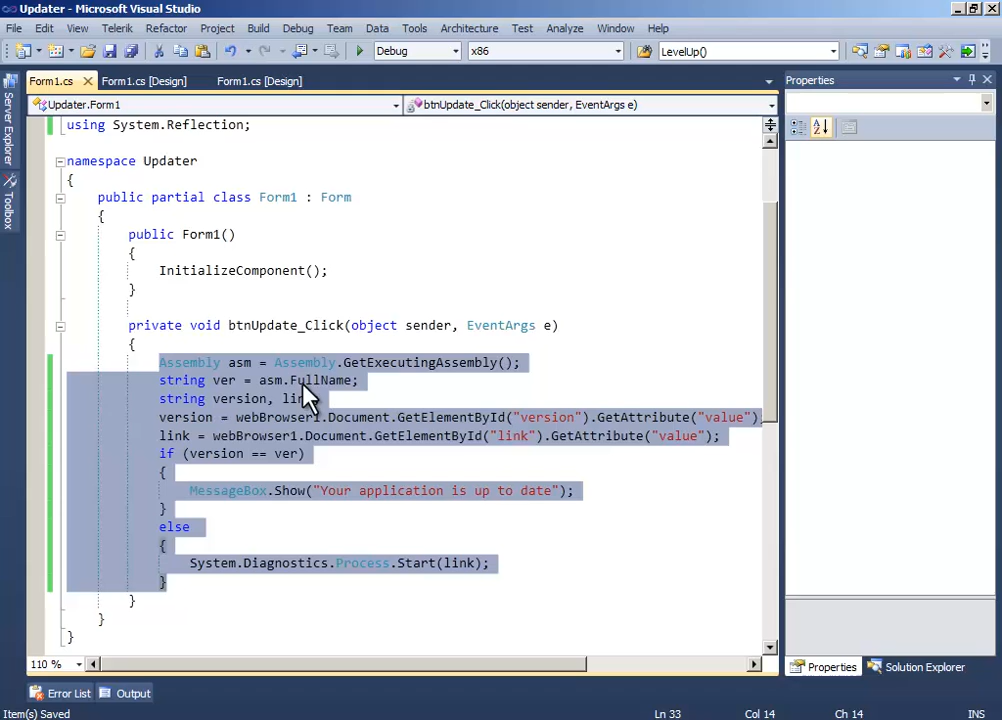 Updater - Microsoft Visual Studio
File Edit View Telerik Refactor Project Build Debug Team Data Tools Architecture Test Analyze Window Help
Debug x86 LevelUp()
Form1.cs Form1.cs [Design] Form1.cs [Design] Properties
Updater.Form1 btnUpdate_Click(object sender, EventArgs e)
Server Explorer
Toolbox
using System.Reflection;
namespace Updater
{
public partial class Form1 : Form
{
public Form1()
{
InitializeComponent();
}
private void btnUpdate_Click(object sender, EventArgs e)
{
Assembly asm = Assembly.GetExecutingAssembly();
string ver = asm.FullName;
string version,
version = webBrowser1.Document.GetElementById("version").GetAttribute("value");
link = webBrowser1.Document.GetElementById("link").GetAttribute("value");
if (version == ver)
{
MessageBox.Show("Your application is up to date");
}
else
{
System.Diagnostics.Process.Start(link);
}
}
}
}
110 %
Properties Solution Explorer
Error List Output
Item(s) Saved Ln 33 Col 14 Ch 14 INS